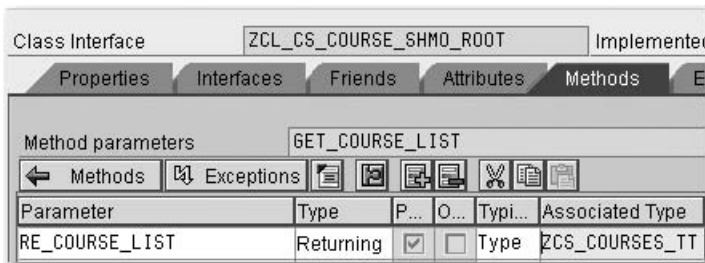 Class Interface ZCL_CS_COURSE_SHMO_ROOT Implemented
Properties Interfaces Friends Attributes Methods E
Method parameters GET_COURSE_LIST
Methods Exceptions
Parameter Type P... O... Typi... Associated Type
RE_COURSE_LIST Returning Type ZCS_COURSES_TT